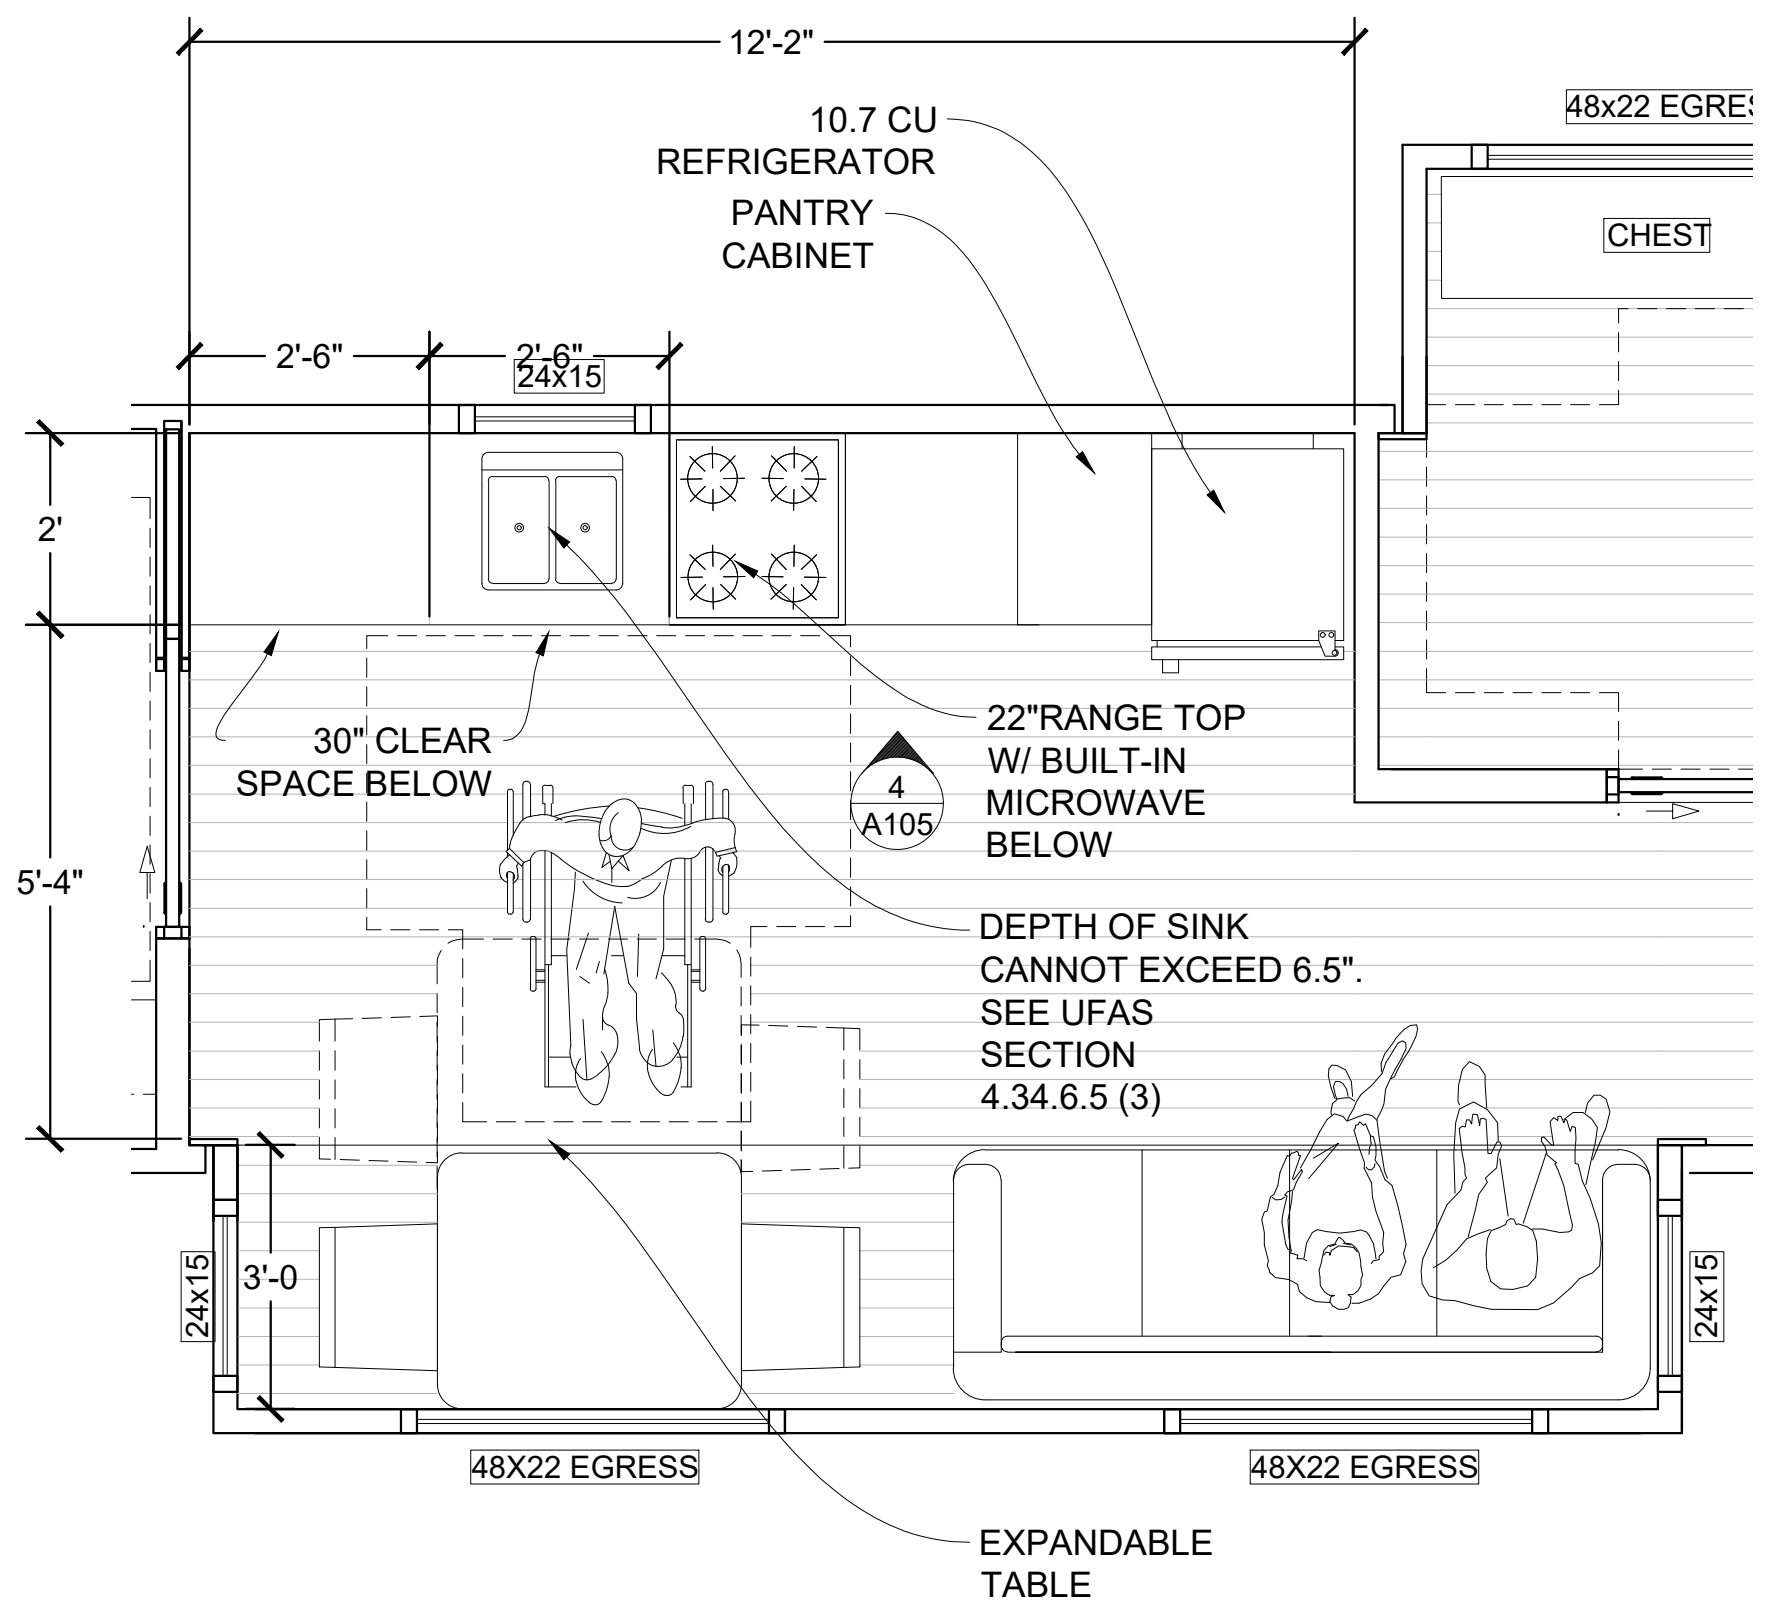 12'-2"
10.7 CU
REFRIGERATOR
48x22 EGRES
PANTRY
CABINET
CHEST
2'-6"
2'-6"
24x15
2'
30" CLEAR
SPACE BELOW
22"RANGE TOP
W/ BUILT-IN
MICROWAVE
BELOW
4
A105
5'-4"
DEPTH OF SINK
CANNOT EXCEED 6.5".
SEE UFAS
SECTION
4.34.6.5 (3)
24x15
3'-0
24x15
48X22 EGRESS
48X22 EGRESS
EXPANDABLE
TABLE